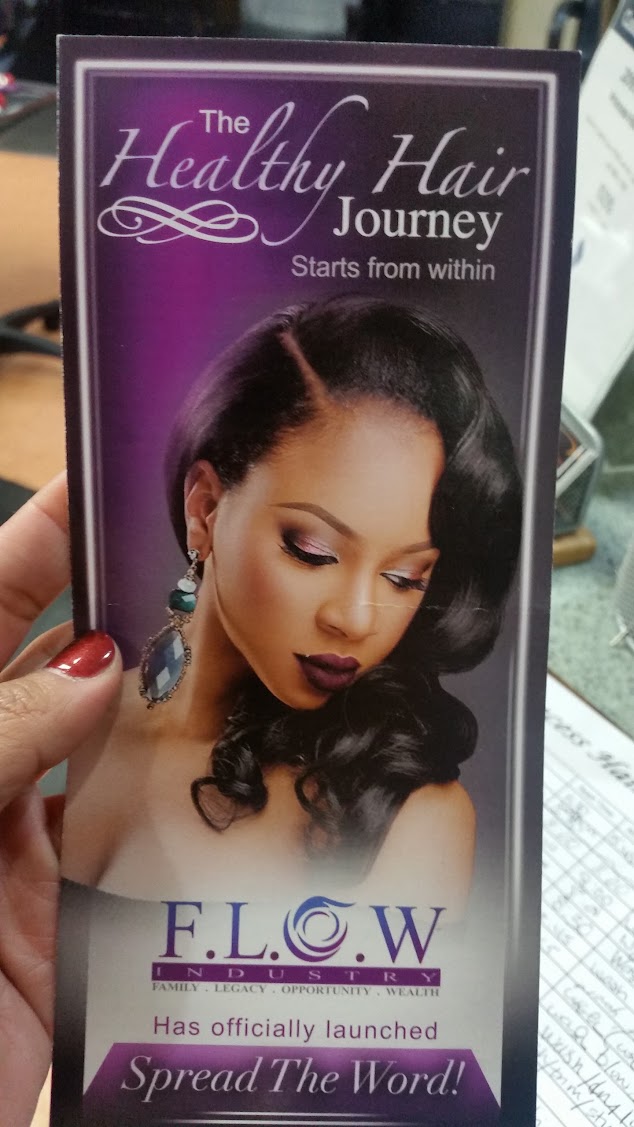 The
Healthy Hair
Journey
Starts from within
F.L.O.W
INDUSTRY
FAMILY . LEGACY . OPPORTUNITY . WEALTH
Has officially launched
Spread The Word!